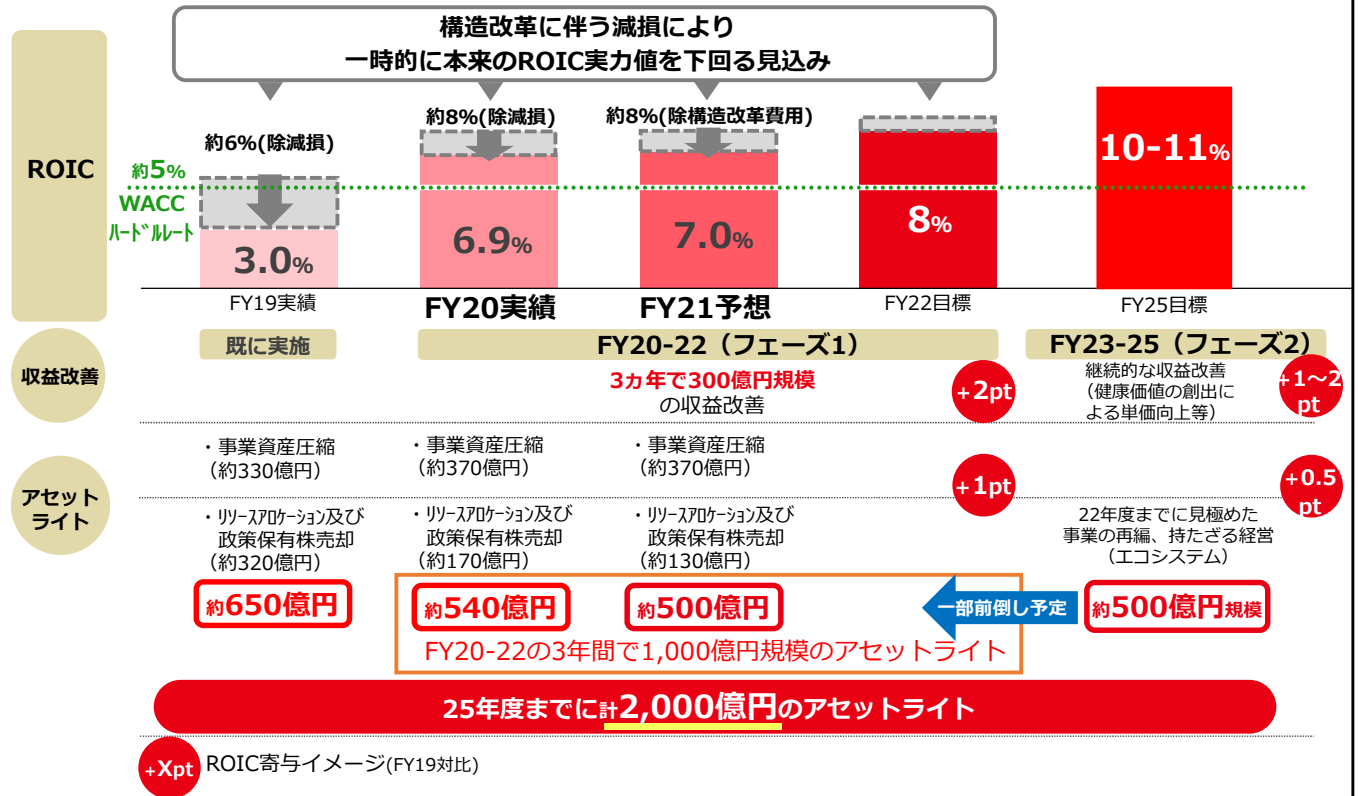 構造改革に伴う減損により
一時的に本来のROIC実力値を下回る見込み
ROIC
約5%
WACC
ハードルレート
約6%(除減損)
3.0%
約8%(除減損)
6.9%
約8%(除構造改革費用)
7.0%
8%
10-11%
FY19実績
FY20実績
FY21予想
FY22目標
FY25目標
既に実施
FY20-22（フェーズ1）
FY23-25（フェーズ2）
収益改善
3ヵ年で300億円規模
の収益改善
+2pt
継続的な収益改善
（健康価値の創出に
よる単価向上等）
+1～2
pt
アセット
ライト
・事業資産圧縮
（約330億円）
・事業資産圧縮
（約370億円）
・事業資産圧縮
（約370億円）
+1pt
+0.5
pt
・リソースアロケーション及び
政策保有株売却
（約320億円）
・リソースアロケーション及び
政策保有株売却
（約170億円）
・リソースアロケーション及び
政策保有株売却
（約130億円）
22年度までに見極めた
事業の再編、持たざる経営
（エコシステム）
約650億円
約540億円
約500億円
一部前倒し予定
約500億円規模
FY20-22の3年間で1,000億円規模のアセットライト
25年度までに計2,000億円のアセットライト
+Xpt
ROIC寄与イメージ(FY19対比)